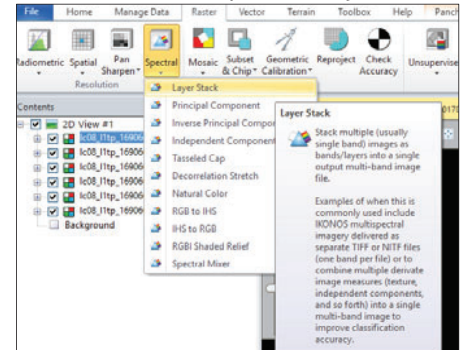 File Home Manage Data Raster Vector Terrain Toolbox Help Panch
Radiometric Spatial Pan Sharpen Spectral Mosaic Subset & Chip Geometric Calibration Reproject Check Accuracy Unsupervise
Resolution
Contents
2D View #1
lc08_l1tp_16906
lc08_l1tp_16906
lc08_l1tp_16906
lc08_l1tp_16906
lc08_l1tp_16906
lc08_l1tp_16906
Background
Layer Stack
Principal Component
Inverse Principal Compo
Independent Component
Tasseled Cap
Decorrelation Stretch
Natural Color
RGB to IHS
IHS to RGB
RGBI Shaded Relief
Spectral Mixer
Layer Stack
Stack multiple (usually
single band) images as
bands/layers into a single
output multi-band image
file.
Examples of when this is
commonly used include
IKONOS multispectral
imagery delivered as
separate TIFF or NITF files
(one band per file) or to
combine multiple derivate
image measures (texture,
independent components,
and so forth) into a single
multi-band image to
improve classification
accuracy.